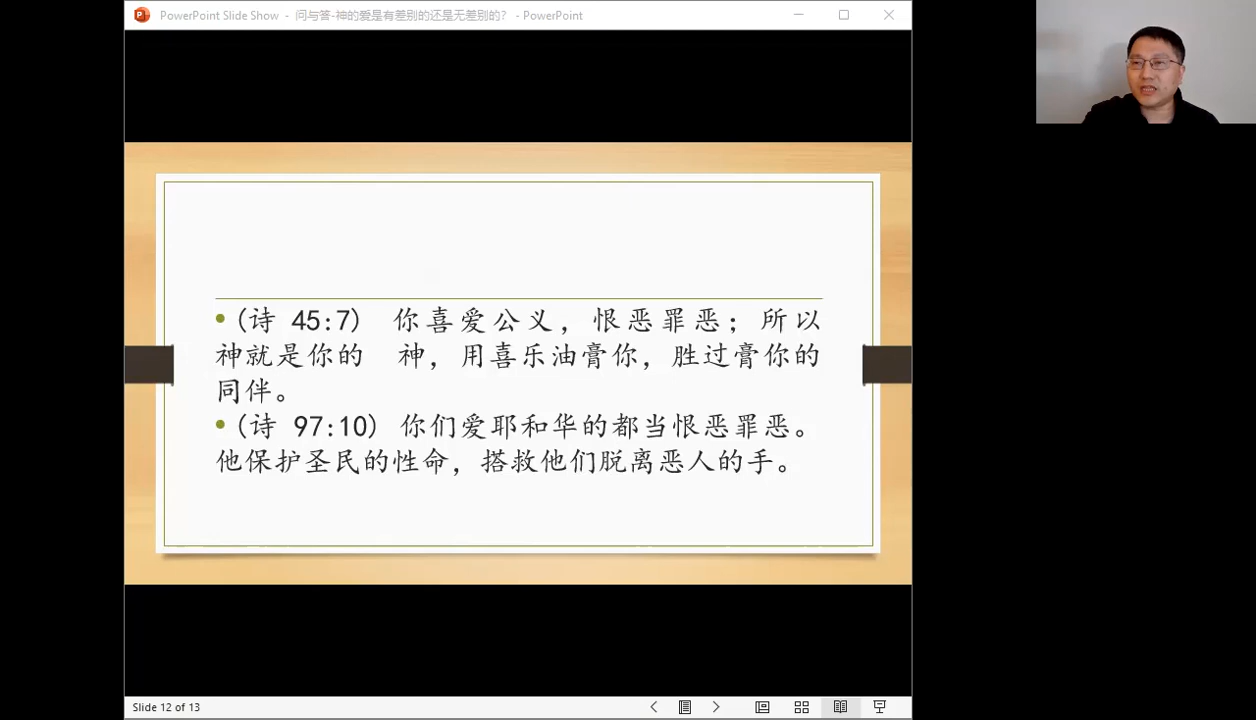 PowerPoint Slide Show - 问与答-神的爱是有差别的还是无差别的? - PowerPoint
•(诗 45:7) 你喜爱公义，恨恶罪恶；所以
神就是你的 神，用喜乐油膏你，胜过膏你的
同伴。
•(诗 97:10) 你们爱耶和华的都当恨恶罪恶。
他保护圣民的性命，搭救他们脱离恶人的手。
Slide 12 of 13